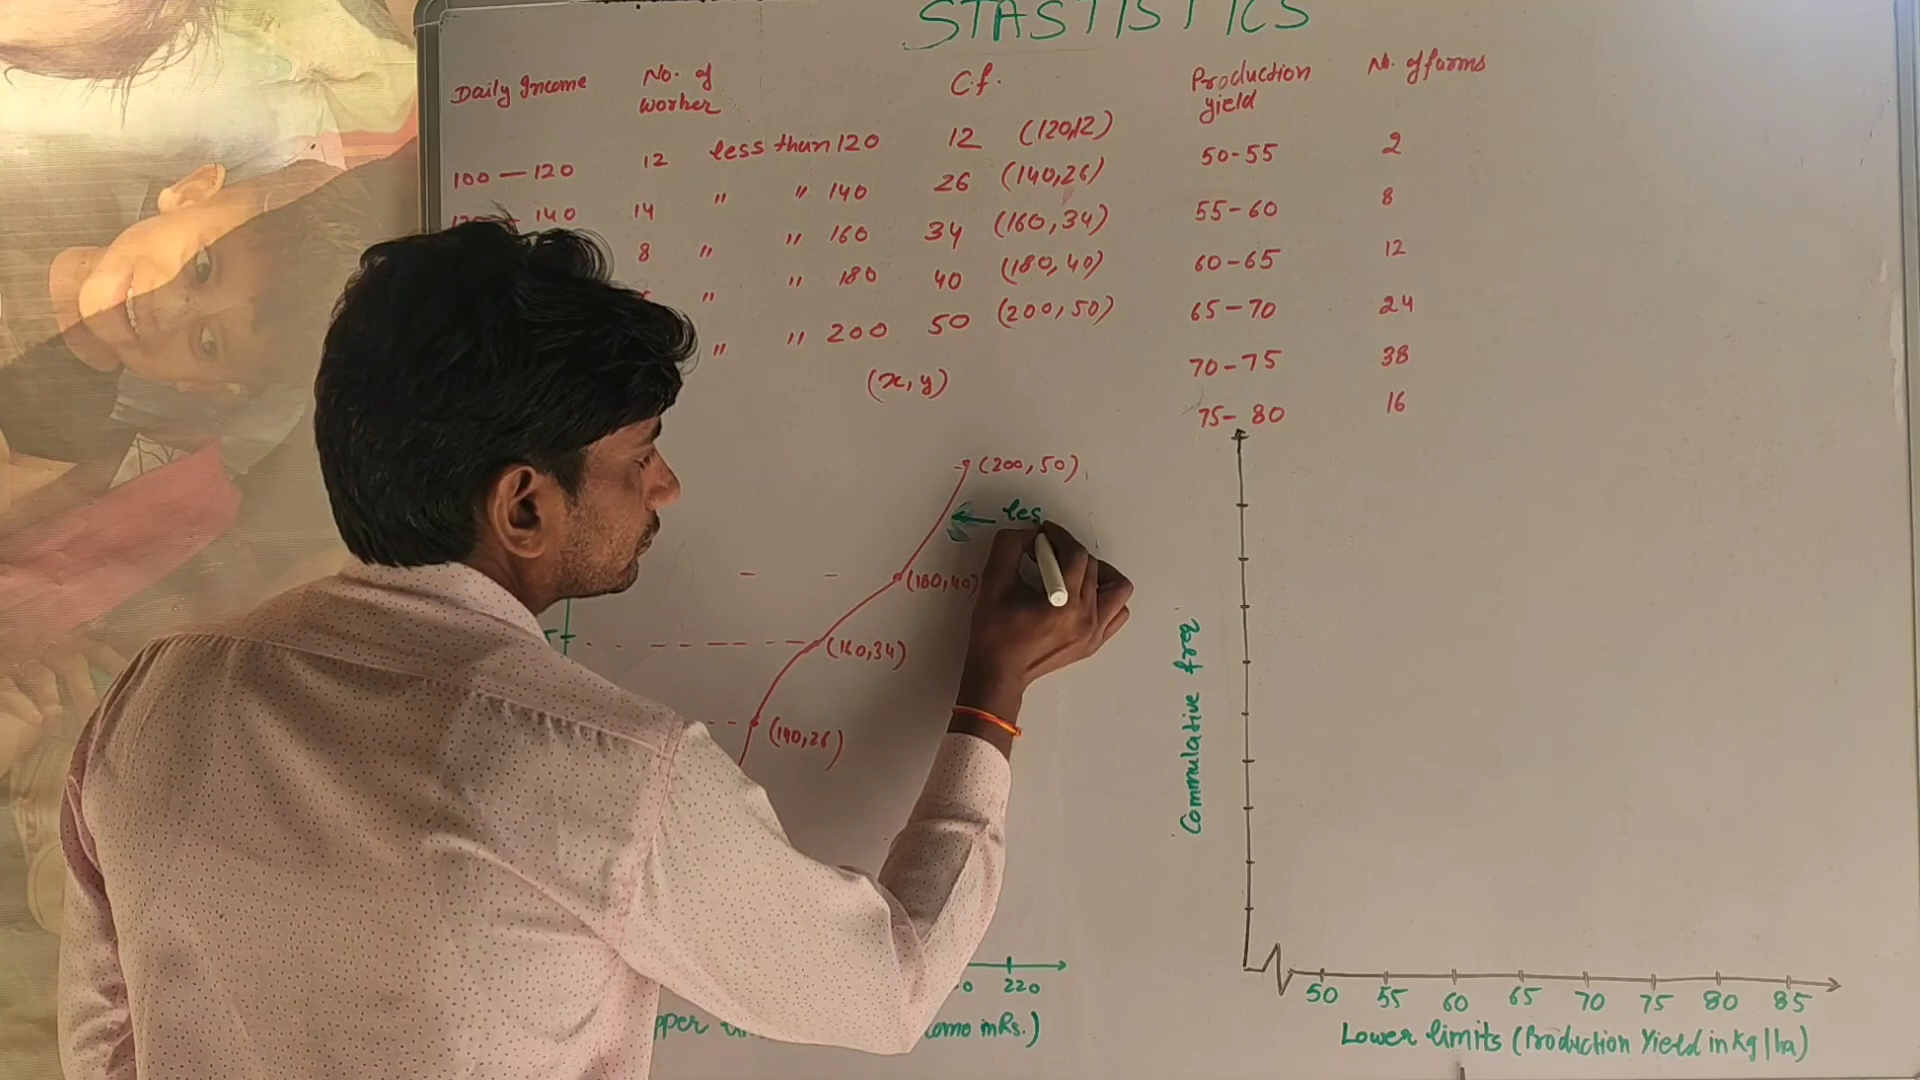 STASTISTICS
Daily Income No. of worker C.f.
100 — 120 12 less than 120 12 (120,12)
140 14 " " 140 26 (140,26)
8 " " 160 34 (160,34)
" " 180 40 (180,40)
" " 200 50 (200,50)
(x, y)
Production yield No. of farms
50-55 2
55-60 8
60-65 12
65-70 24
70-75 38
75-80 16
(200, 50)
les
(180,40)
(160,34)
(140,26)
220
Commulative freq
50 55 60 65 70 75 80 85
Lower limits (Production Yield in kg/ha)